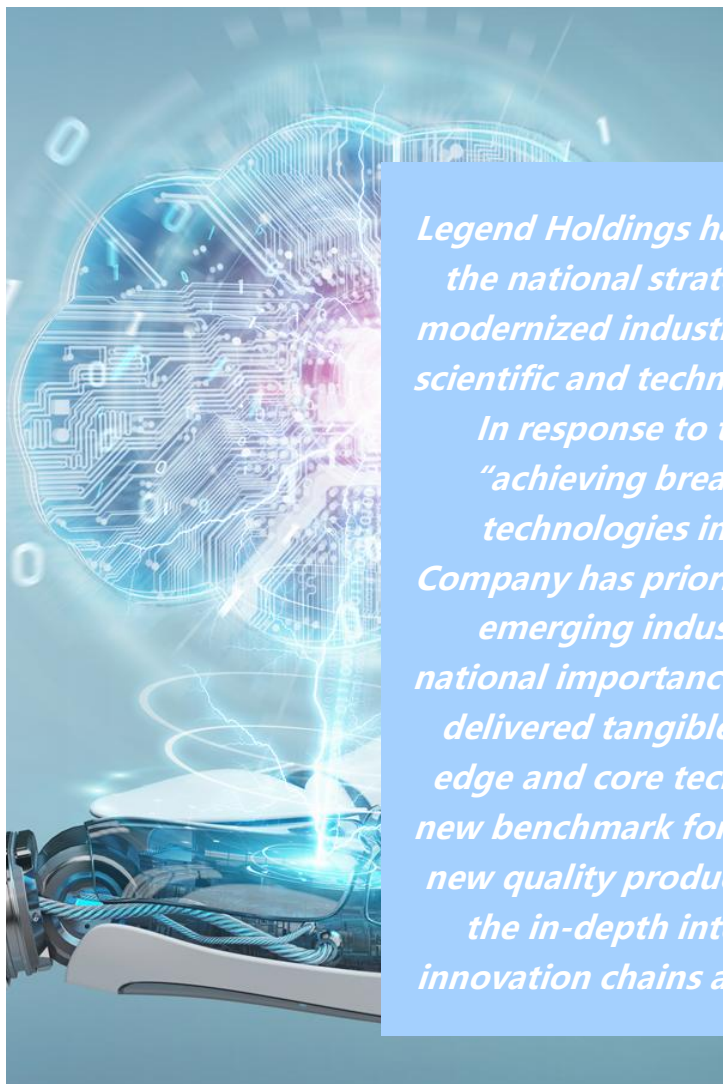 Legend Holdings ha
the national strat
modernized industr
scientific and techn
In response to t
“achieving brea
technologies in
Company has prior
emerging indus
national importanc
delivered tangible
edge and core tec
new benchmark for
new quality produc
the in-depth int
innovation chains a